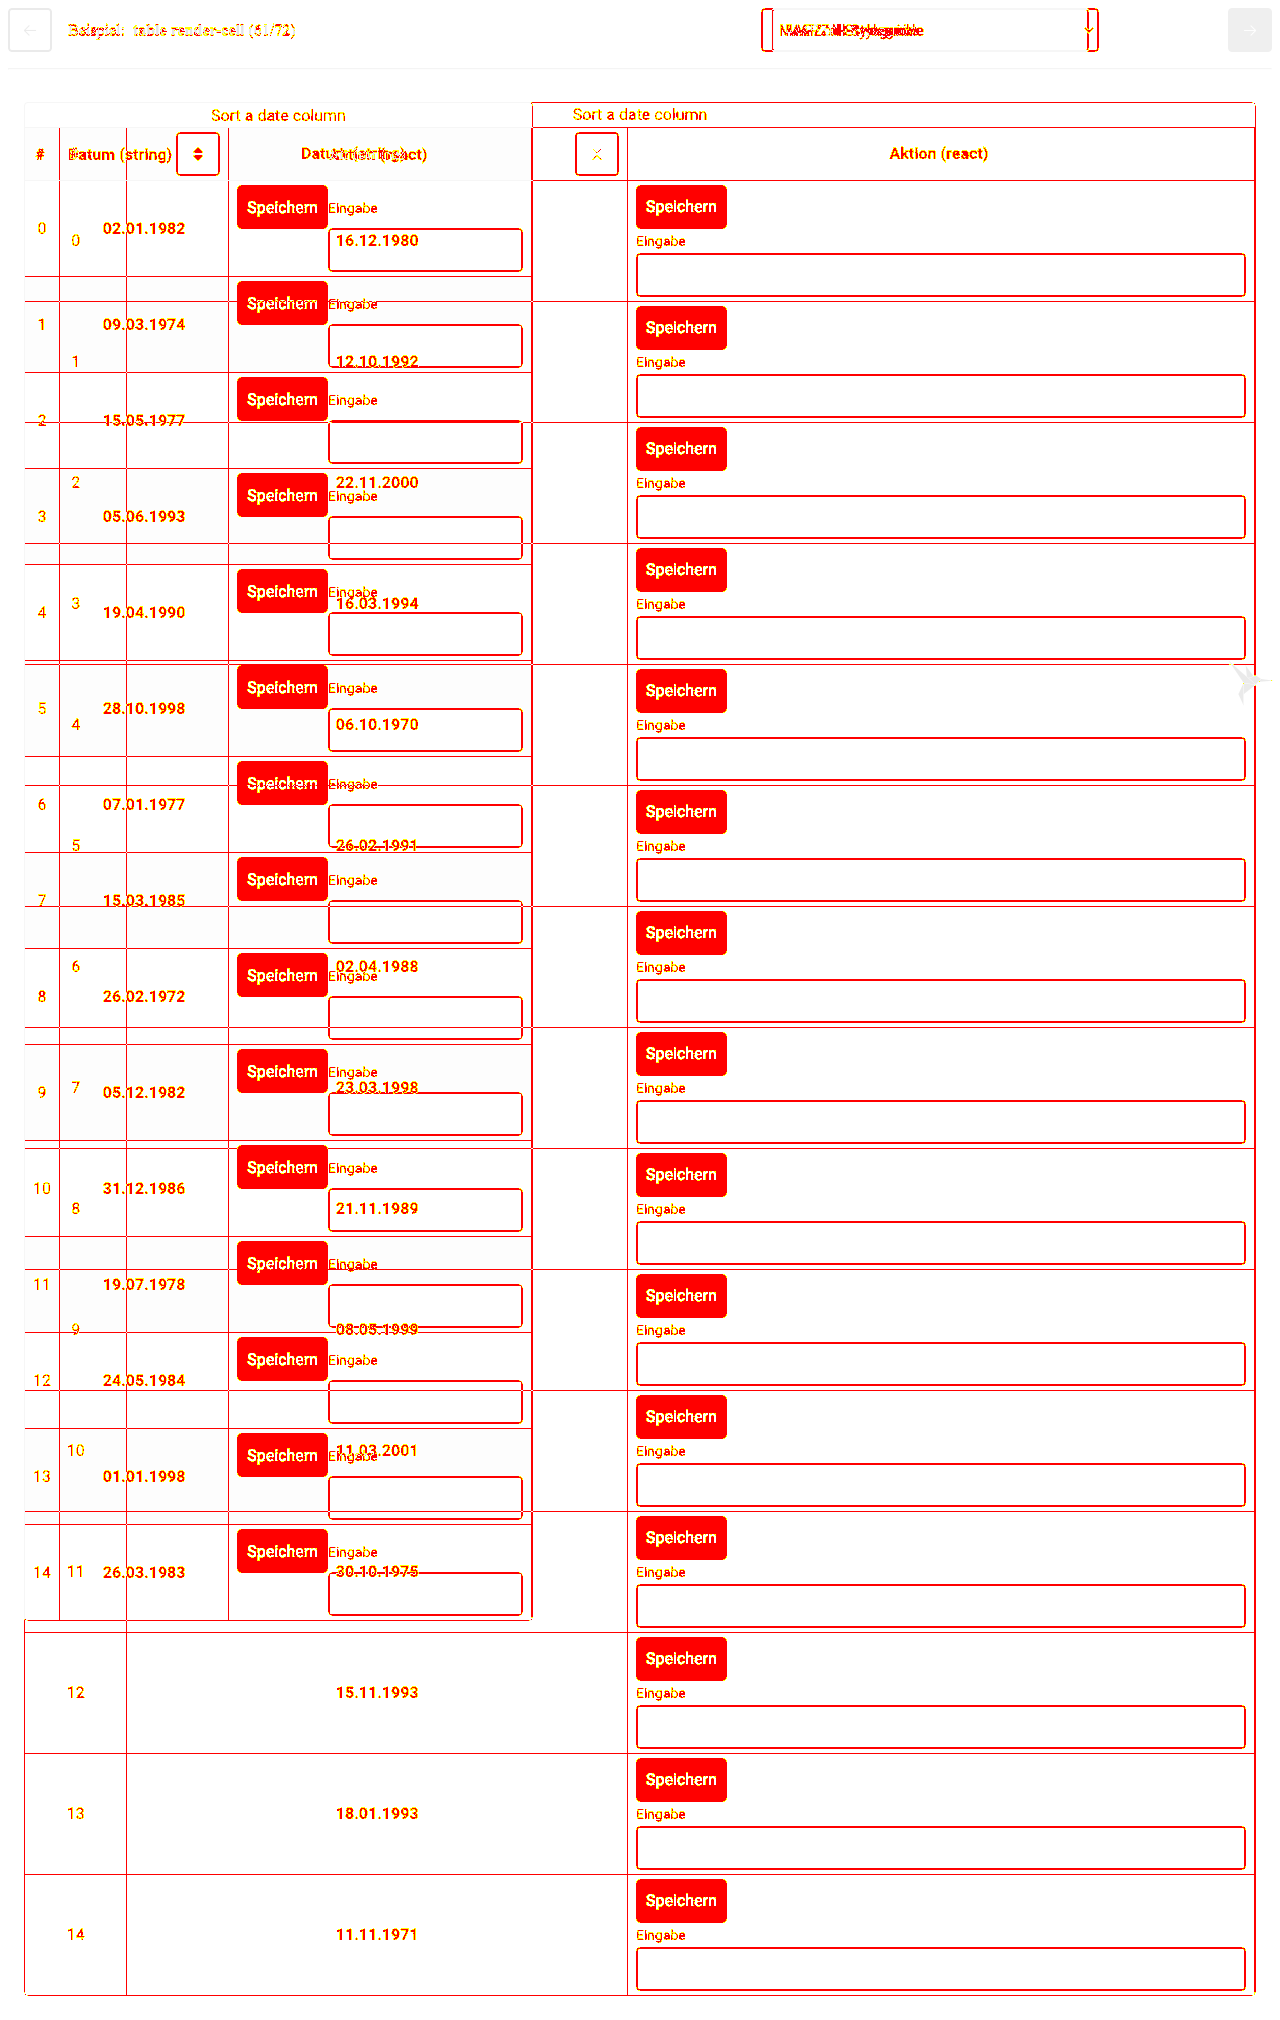 Beispiel: table render-cell (61/72)
Sort a date column
Sort a date column
#
Datum (string)
Aktion (react)
Speichern
Eingabe
Speichern
0
02.01.1982
0
16.12.1980
Eingabe
Speichern
Eingabe
Speichern
1
09.03.1974
1
12.10.1992
Eingabe
Speichern
Eingabe
2
15.05.1977
Speichern
2
22.11.2000
Eingabe
Speichern
Eingabe
3
05.06.1993
Speichern
Speichern
Eingabe
3
16.03.1994
Eingabe
4
19.04.1990
Speichern
Eingabe
Speichern
5
28.10.1998
4
06.10.1970
Eingabe
Speichern
Eingabe
6
07.01.1977
Speichern
5
26.02.1991
Eingabe
Speichern
Eingabe
7
15.03.1985
Speichern
6
02.04.1988
Eingabe
Speichern
Eingabe
8
26.02.1972
Speichern
Speichern
Eingabe
7
23.03.1998
Eingabe
9
05.12.1982
Speichern
Eingabe
Speichern
10
31.12.1986
8
21.11.1989
Eingabe
Speichern
Eingabe
11
19.07.1978
Speichern
9
08.05.1999
Eingabe
Speichern
Eingabe
12
24.05.1984
Speichern
10
11.03.2001
Eingabe
Speichern
Eingabe
13
01.01.1998
Speichern
Speichern
Eingabe
14
26.03.1983
11
30.10.1975
Eingabe
Speichern
12
15.11.1993
Eingabe
Speichern
13
18.01.1993
Eingabe
Speichern
14
11.11.1971
Eingabe